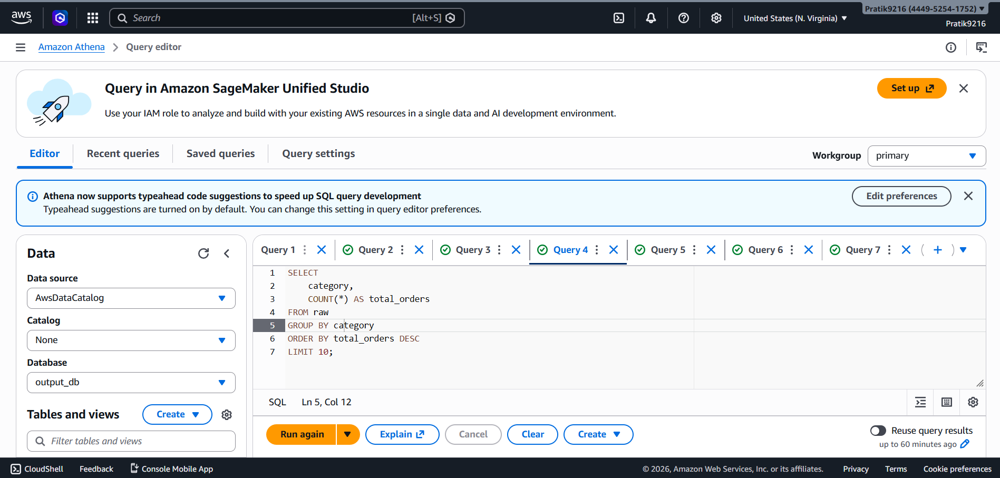 aws
Search [Alt+S]
United States (N. Virginia)
Pratik9216 (4449-5254-1752)
Pratik9216
Amazon Athena > Query editor
Query in Amazon SageMaker Unified Studio
Set up
Use your IAM role to analyze and build with your existing AWS resources in a single data and AI development environment.
Editor
Recent queries
Saved queries
Query settings
Workgroup
primary
Athena now supports typeahead code suggestions to speed up SQL query development
Typeahead suggestions are turned on by default. You can change this setting in query editor preferences.
Edit preferences
Data
Data source
AwsDataCatalog
Catalog
None
Database
output_db
Tables and views
Create
Filter tables and views
Query 1
Query 2
Query 3
Query 4
Query 5
Query 6
Query 7
1 SELECT
2     category,
3     COUNT(*) AS total_orders
4 FROM raw
5 GROUP BY category
6 ORDER BY total_orders DESC
7 LIMIT 10;
SQL Ln 5, Col 12
Run again
Explain
Cancel
Clear
Create
Reuse query results
up to 60 minutes ago
CloudShell
Feedback
Console Mobile App
© 2026, Amazon Web Services, Inc. or its affiliates.
Privacy
Terms
Cookie preferences